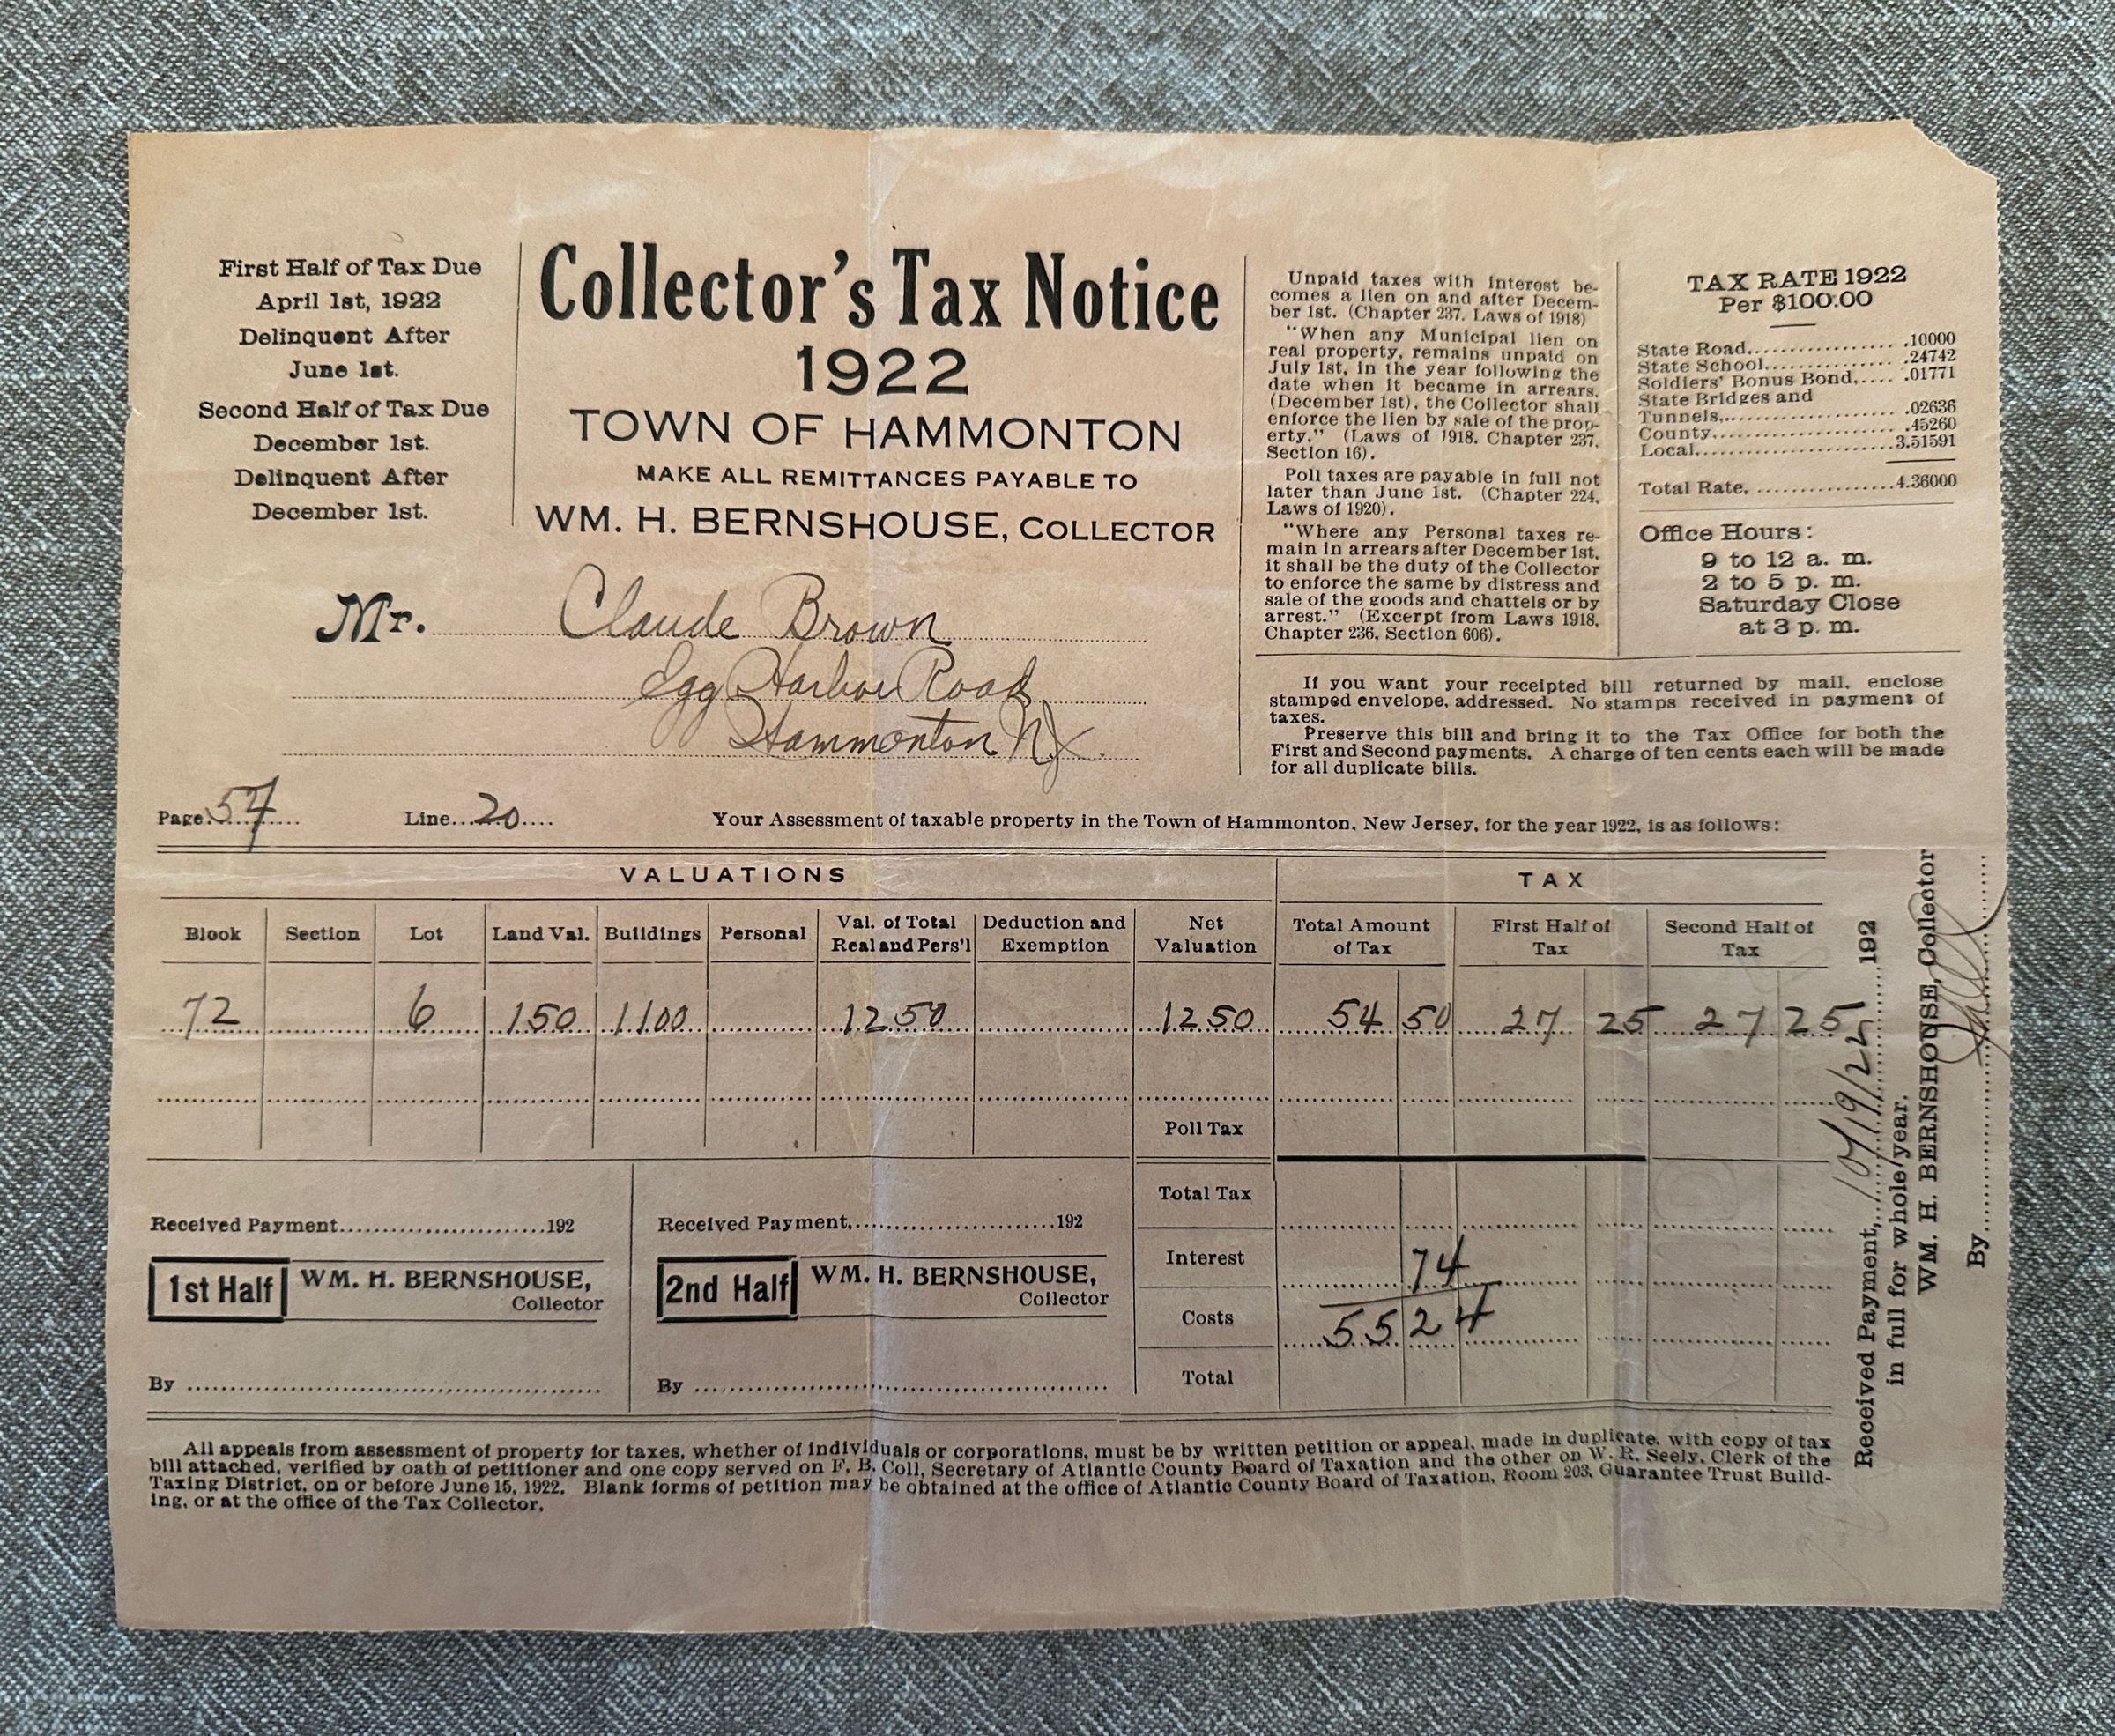 First Half of Tax Due
April 1st, 1922
Delinquent After
June 1st.
Second Half of Tax Due
December 1st.
Delinquent After
December 1st.
Collector's Tax Notice
1922
TOWN OF HAMMONTON
MAKE ALL REMITTANCES PAYABLE TO
WM. H. BERNSHOUSE, COLLECTOR
Unpaid taxes with interest be-
comes a lien on and after Decem-
ber 1st. (Chapter 237, Laws of 1918)
"When any Municipal lien on
real property, remains unpaid on
July 1st, in the year following the
date when it became in arrears,
(December 1st), the Collector shall
enforce the lien by sale of the prop-
erty." (Laws of 1918. Chapter 237,
Section 16).
Poll taxes are payable in full not
later than June 1st. (Chapter 224,
Laws of 1920).
"Where any Personal taxes re-
main in arrears after December 1st,
it shall be the duty of the Collector
to enforce the same by distress and
sale of the goods and chattels or by
arrest." (Excerpt from Laws 1918,
Chapter 236, Section 606).
TAX RATE 1922
Per $100.00
State Road................ .10000
State School.............. .24742
Soldiers' Bonus Bond,..... .01771
State Bridges and
Tunnels,.................. .02636
County.................... .45260
Local.....................3.51591
Total Rate, ..............4.36000
Office Hours:
9 to 12 a. m.
2 to 5 p. m.
Saturday Close
at 3 p. m.
If you want your receipted bill returned by mail, enclose
stamped envelope, addressed. No stamps received in payment of
taxes.
Preserve this bill and bring it to the Tax Office for both the
First and Second payments. A charge of ten cents each will be made
for all duplicate bills.
Mr. Claude Brown
Egg Harbor Road
Hammonton N.J.
Page 57 Line 20 Your Assessment of taxable property in the Town of Hammonton, New Jersey, for the year 1922, is as follows:
VALUATIONS TAX
Block Section Lot Land Val. Buildings Personal Val. of Total Real and Pers'l Deduction and Exemption Net Valuation Total Amount of Tax First Half of Tax Second Half of Tax
72 6 150 1100 1250 1250 54 50 27 25 27 25
Poll Tax
Total Tax
Interest 74
Costs 55 24
Total
Received Payment..........................192
1st Half WM. H. BERNSHOUSE,
Collector
By
Received Payment,..........................192
2nd Half WM. H. BERNSHOUSE,
Collector
By
Received Payment, 10/19/22 192
in full for whole year.
WM. H. BERNSHOUSE, Collector
By
All appeals from assessment of property for taxes, whether of individuals or corporations, must be by written petition or appeal, made in duplicate, with copy of tax
bill attached, verified by oath of petitioner and one copy served on F. B. Coll, Secretary of Atlantic County Board of Taxation and the other on W. R. Seely, Clerk of the
Taxing District, on or before June 15, 1922. Blank forms of petition may be obtained at the office of Atlantic County Board of Taxation, Room 203, Guarantee Trust Build-
ing, or at the office of the Tax Collector,